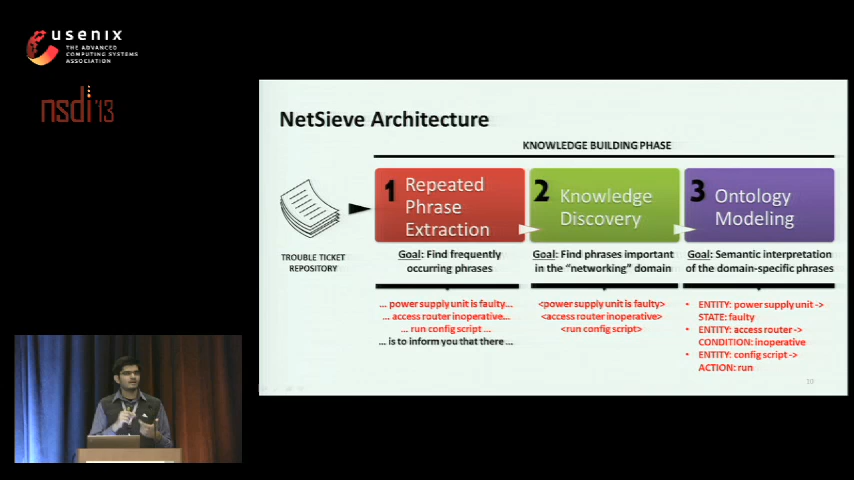 usenix
THE ADVANCED
COMPUTING SYSTEMS
ASSOCIATION
nsdi '13
NetSieve Architecture
KNOWLEDGE BUILDING PHASE
1 Repeated
Phrase
Extraction
2 Knowledge
Discovery
3 Ontology
Modeling
TROUBLE TICKET
REPOSITORY
Goal: Find frequently
occurring phrases
Goal: Find phrases important
in the "networking" domain
Goal: Semantic interpretation
of the domain-specific phrases
... power supply unit is faulty...
... access router inoperative...
... run config script ...
... is to inform you that there ...
<power supply unit is faulty>
<access router inoperative>
<run config script>
• ENTITY: power supply unit ->
STATE: faulty
• ENTITY: access router ->
CONDITION: inoperative
• ENTITY: config script ->
ACTION: run
10